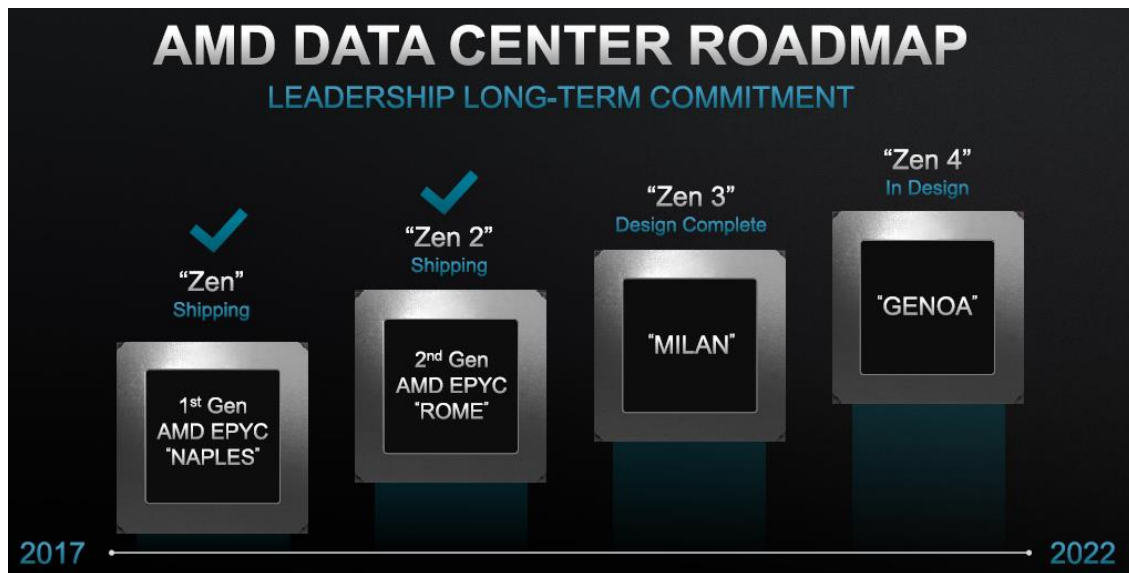 AMD DATA CENTER ROADMAP
LEADERSHIP LONG-TERM COMMITMENT
“Zen”
Shipping
1st Gen
AMD EPYC
“NAPLES”
“Zen 2”
Shipping
2nd Gen
AMD EPYC
“ROME”
“Zen 3”
Design Complete
“MILAN”
“Zen 4”
In Design
“GENOA”
2017
2022